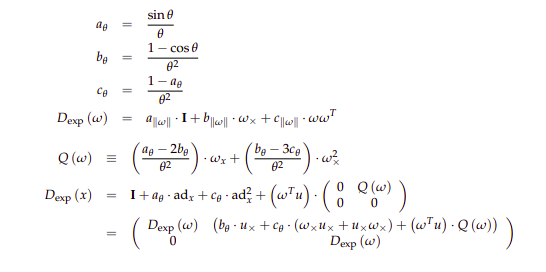 a_θ = sin θ / θ
b_θ = (1 − cos θ) / θ²
c_θ = (1 − a_θ) / θ²
D_exp (ω) = a_‖ω‖ · I + b_‖ω‖ · ω_× + c_‖ω‖ · ωω^T
Q (ω) ≡ ((a_θ − 2b_θ) / θ²) · ω_x + ((b_θ − 3c_θ) / θ²) · ω_×²
D_exp (x) = I + a_θ · ad_x + c_θ · ad_x² + (ω^T u) · ( 0 Q (ω) ; 0 0 )
= ( D_exp (ω) (b_θ · u_× + c_θ · (ω_× u_× + u_× ω_×) + (ω^T u) · Q (ω)) ; 0 D_exp (ω) )